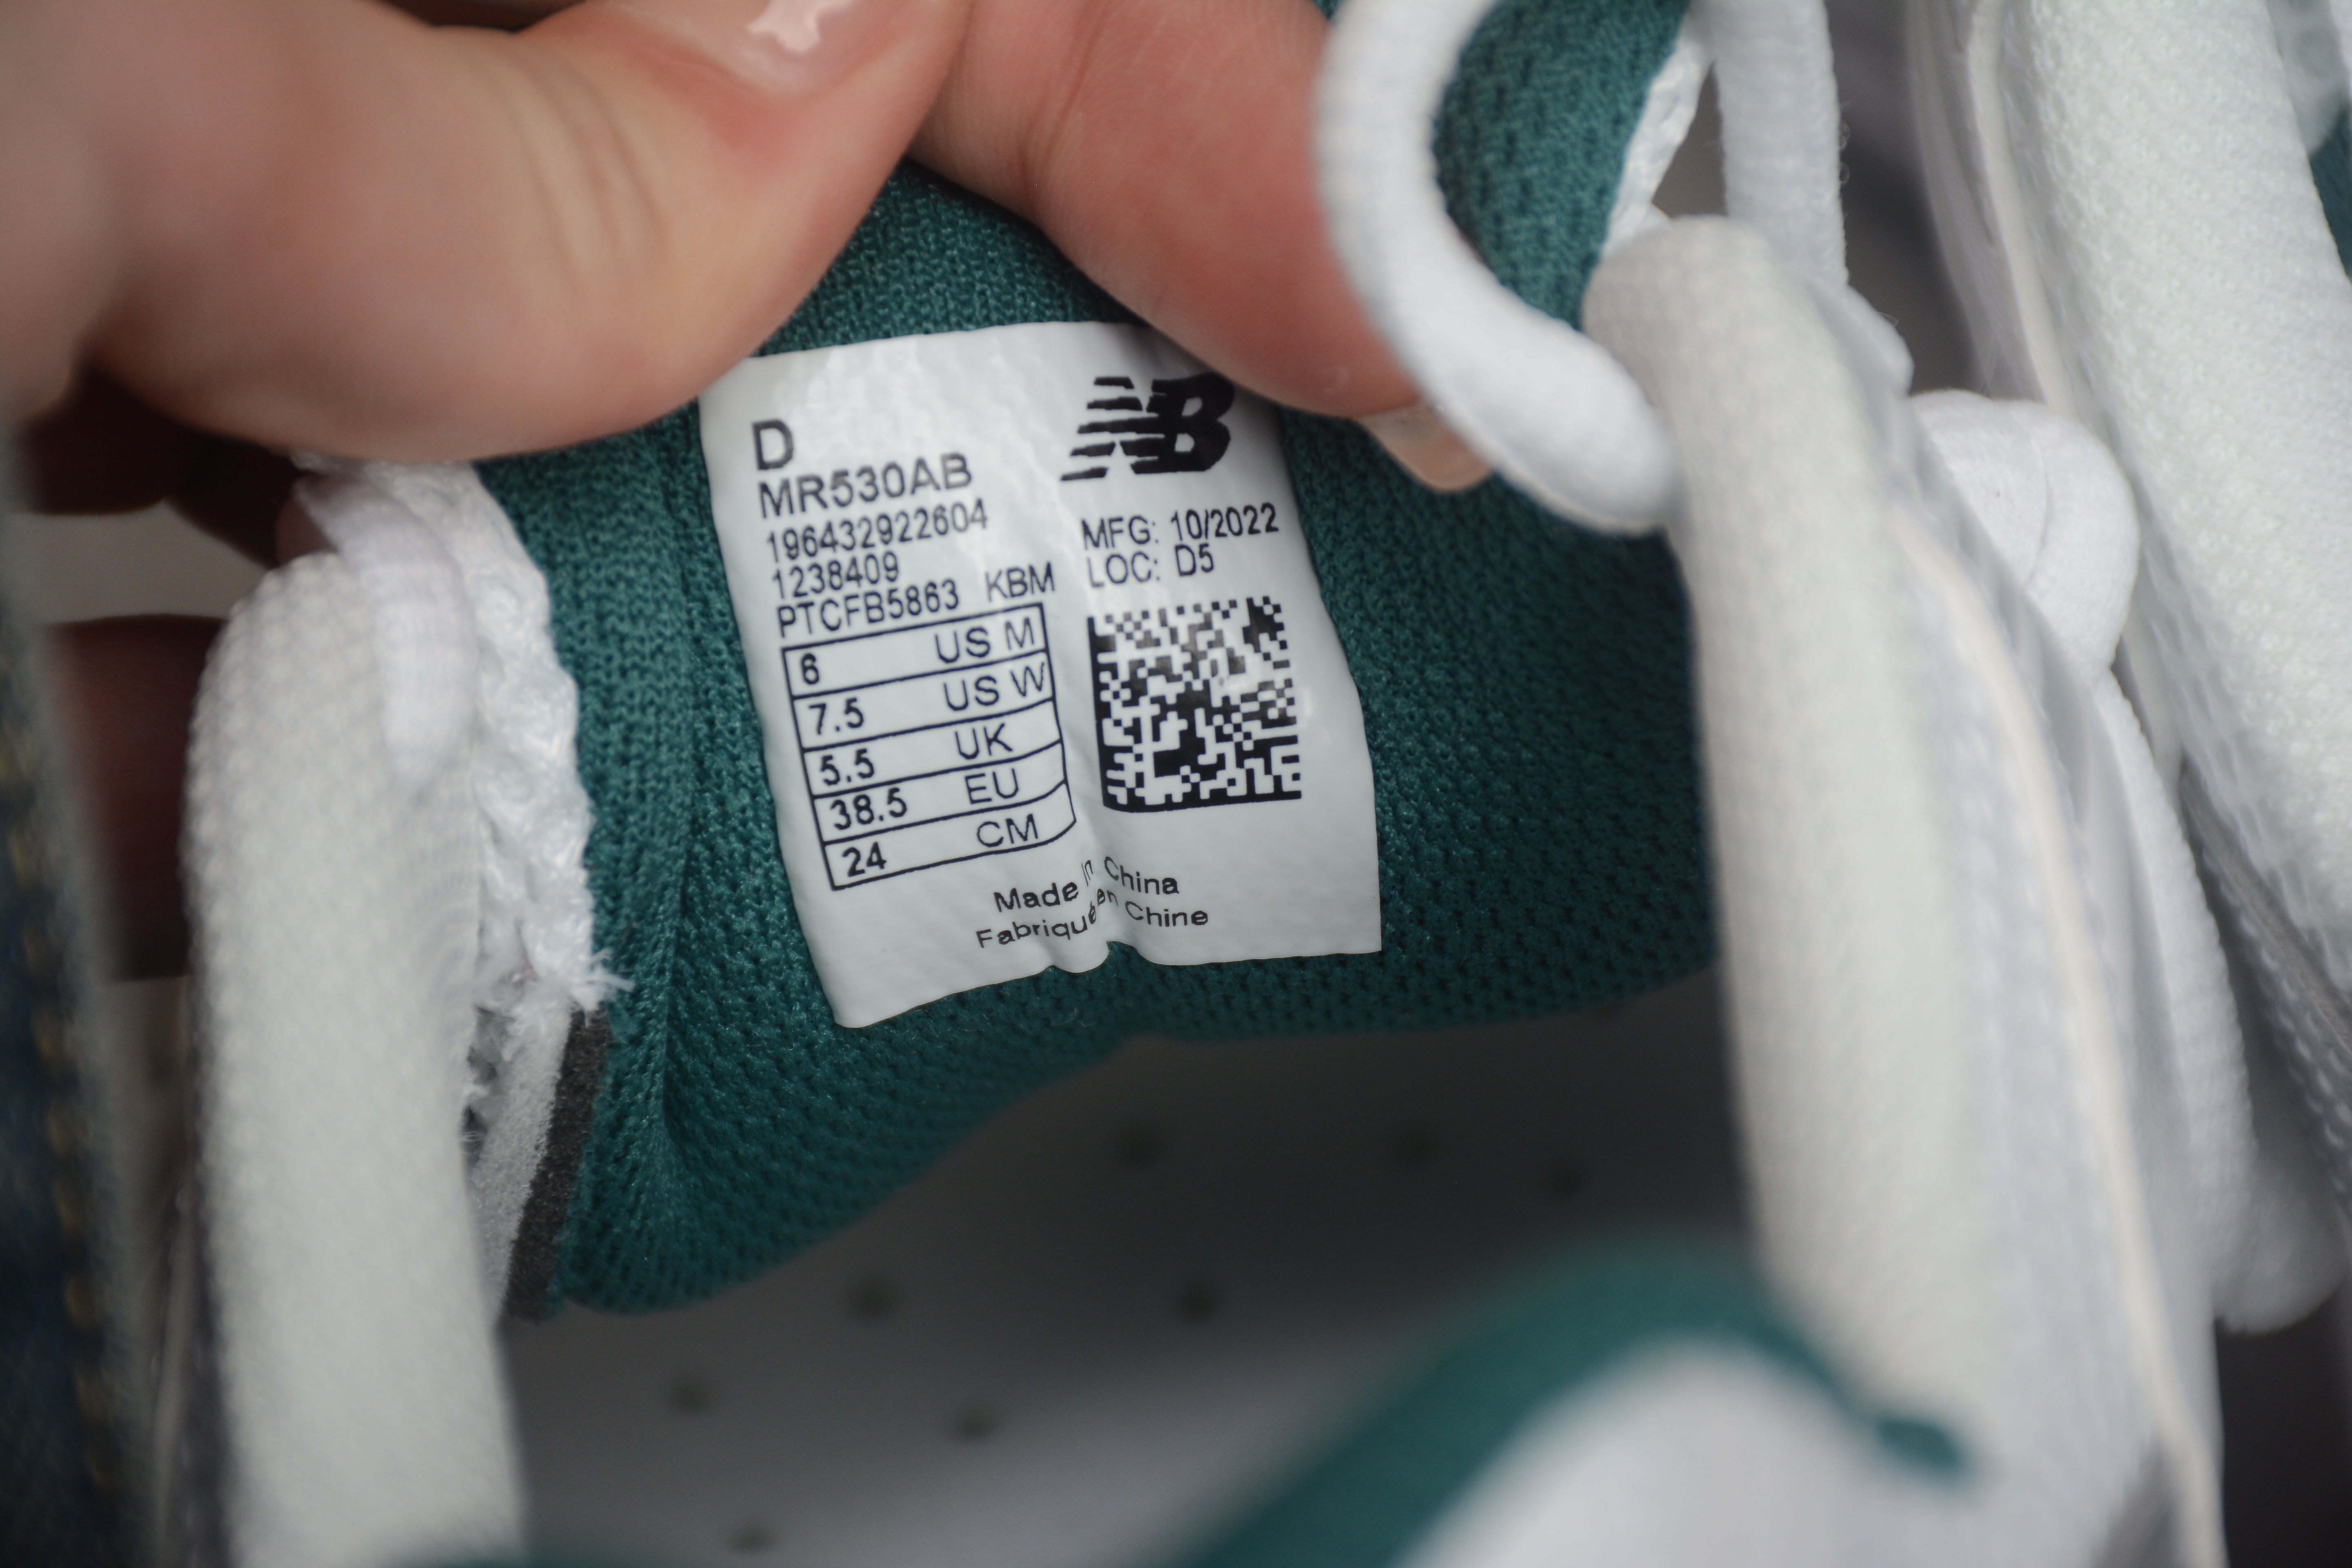 D
NB
MR530AB
196432922604
1238409
PTCFB5863 KBM
MFG: 10/2022
LOC: D5
6 US M
7.5 US W
5.5 UK
38.5 EU
24 CM
Made in China
Fabriqué en Chine